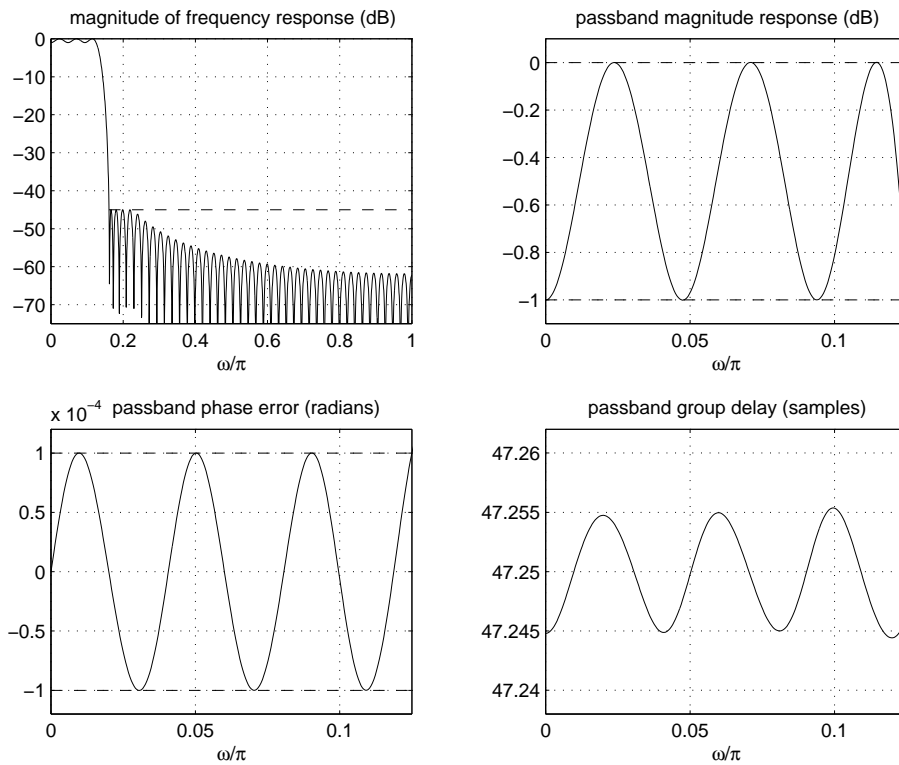 magnitude of frequency response (dB)
0
−10
−20
−30
−40
−50
−60
−70
0 0.2 0.4 0.6 0.8 1
ω/π
passband magnitude response (dB)
0
−0.2
−0.4
−0.6
−0.8
−1
0 0.05 0.1
ω/π
x 10−4 passband phase error (radians)
1
0.5
0
−0.5
−1
0 0.05 0.1
ω/π
passband group delay (samples)
47.26
47.255
47.25
47.245
47.24
0 0.05 0.1
ω/π